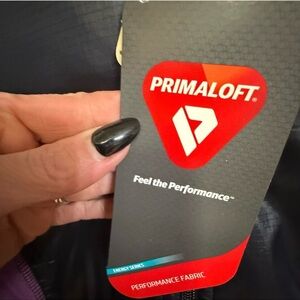 PRIMALOFT®
Feel the Performance™
ENERGY SERIES
PERFORMANCE FABRIC